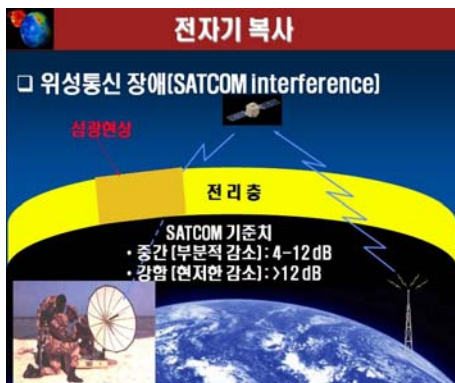 전자기 복사
❑ 위성통신 장애(SATCOM interference)
섬광현상
전리층
SATCOM 기준치
• 중간 (부분적 감소) : 4-12 dB
• 강함 (현저한 감소) : >12 dB